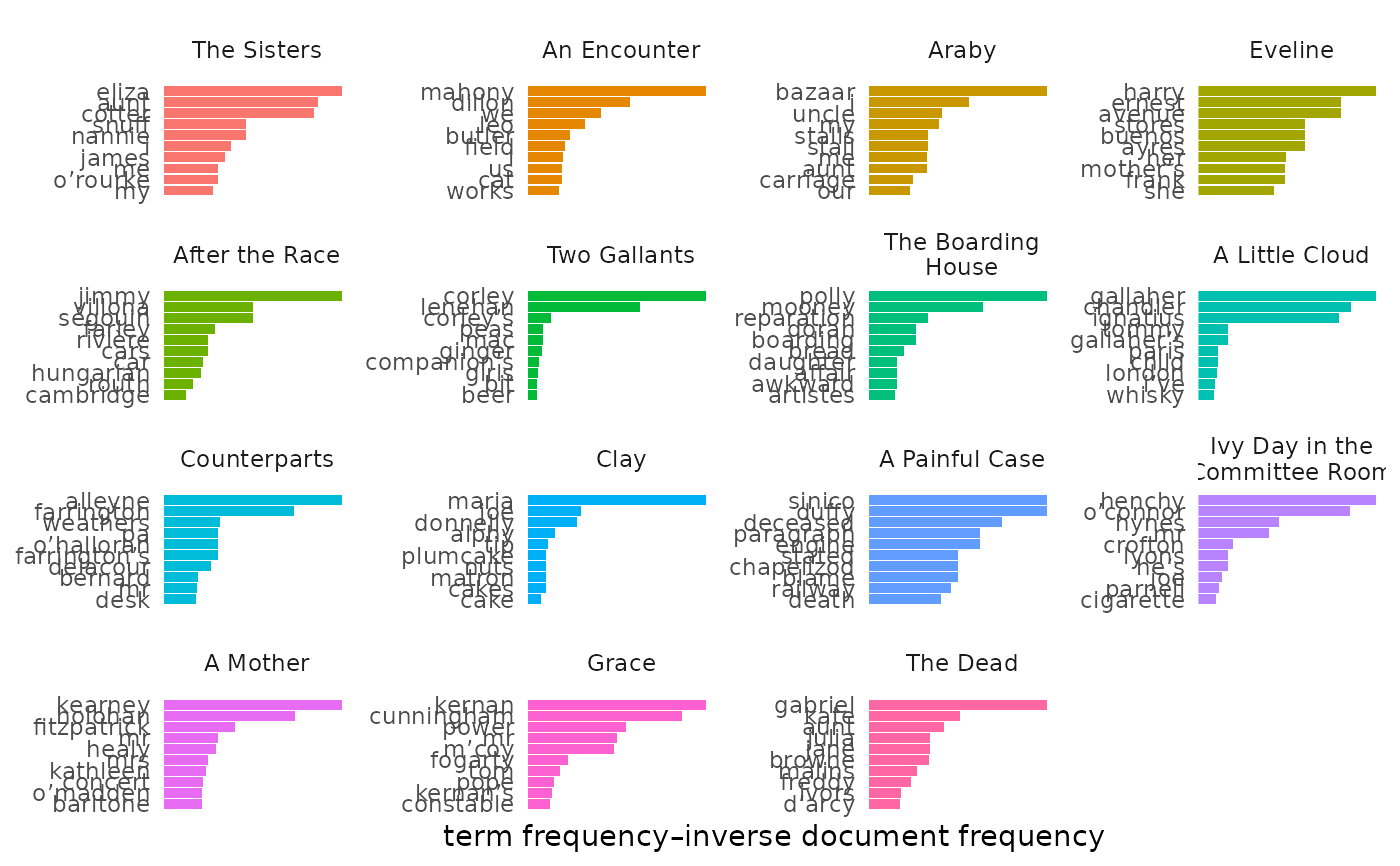 The Sisters
eliza
aunt
cotter
snuff
nannie
i
james
me
o’rourke
my
An Encounter
mahony
dillon
we
leo
butler
field
i
us
cat
works
Araby
bazaar
i
uncle
my
stalls
stall
me
aunt
carriage
our
Eveline
harry
ernest
avenue
stores
buenos
ayres
her
mother’s
frank
she
After the Race
jimmy
villona
ségouin
farley
rivière
cars
car
hungarian
routh
cambridge
Two Gallants
corley
lenehan
corley’s
peas
mac
ginger
companion’s
girls
bit
beer
The Boarding
House
polly
mooney
reparation
doran
boarding
bread
daughter
affair
awkward
artistes
A Little Cloud
gallaher
chandler
ignatius
tommy
gallaher’s
paris
child
london
i’ve
whisky
Counterparts
alleyne
farrington
weathers
pa
o’halloran
farrington’s
delacour
bernard
mr
desk
Clay
maria
joe
donnelly
alphy
tip
plumcake
nuts
matron
cakes
cake
A Painful Case
sinico
duffy
deceased
paragraph
engine
stated
chapelizod
blame
railway
death
Ivy Day in the
Committee Room
henchy
o’connor
hynes
mr
crofton
lyons
he’s
joe
parnell
cigarette
A Mother
kearney
holohan
fitzpatrick
mr
healy
mrs
kathleen
concert
o’madden
baritone
Grace
kernan
cunningham
power
mr
m’coy
fogarty
tom
pope
kernan’s
constable
The Dead
gabriel
kate
aunt
julia
jane
browne
malins
freddy
ivors
d’arcy
term frequency–inverse document frequency